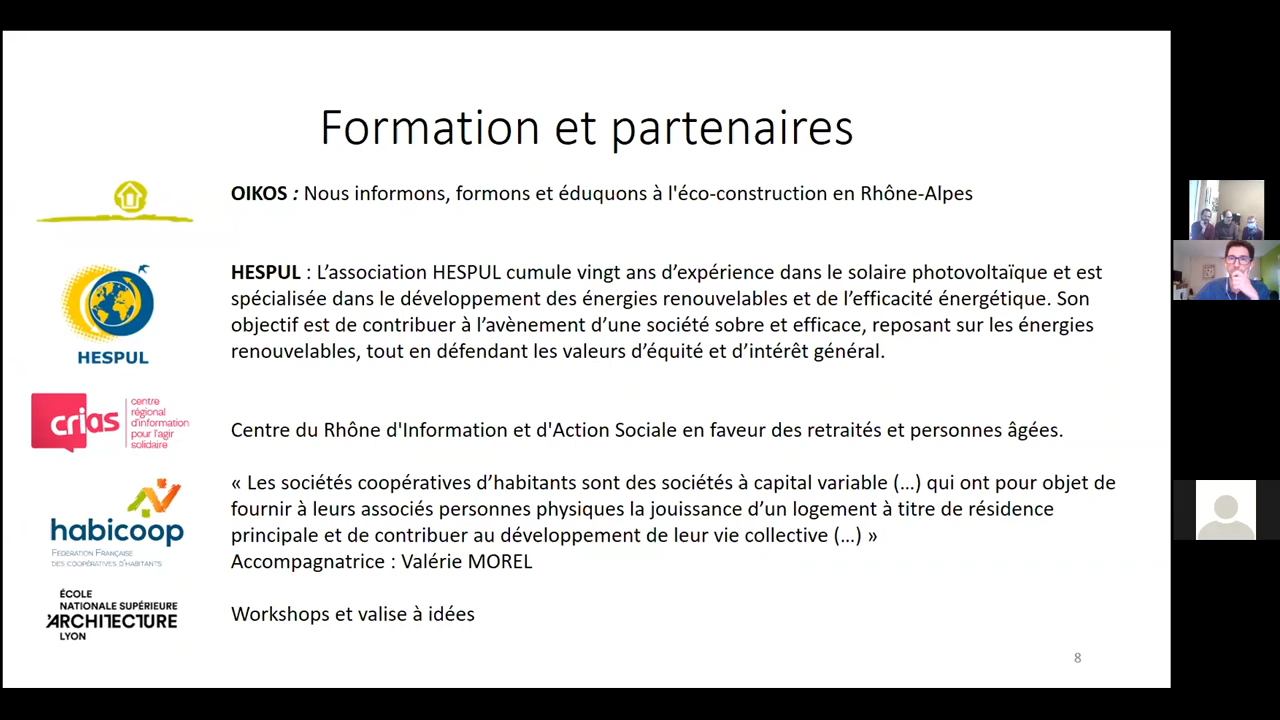 Formation et partenaires
OIKOS : Nous informons, formons et éduquons à l'éco-construction en Rhône-Alpes
HESPUL : L’association HESPUL cumule vingt ans d’expérience dans le solaire photovoltaïque et est
spécialisée dans le développement des énergies renouvelables et de l’efficacité énergétique. Son
objectif est de contribuer à l’avènement d’une société sobre et efficace, reposant sur les énergies
renouvelables, tout en défendant les valeurs d’équité et d’intérêt général.
HESPUL
crias
centre
régional
d'information
pour l'agir
solidaire
Centre du Rhône d'Information et d'Action Sociale en faveur des retraités et personnes âgées.
habicoop
FÉDÉRATION FRANÇAISE
DES COOPÉRATIVES D'HABITANTS
« Les sociétés coopératives d’habitants sont des sociétés à capital variable (…) qui ont pour objet de
fournir à leurs associés personnes physiques la jouissance d’un logement à titre de résidence
principale et de contribuer au développement de leur vie collective (…) »
Accompagnatrice : Valérie MOREL
ÉCOLE
NATIONALE SUPÉRIEURE
ARCHITECTURE
LYON
Workshops et valise à idées
8